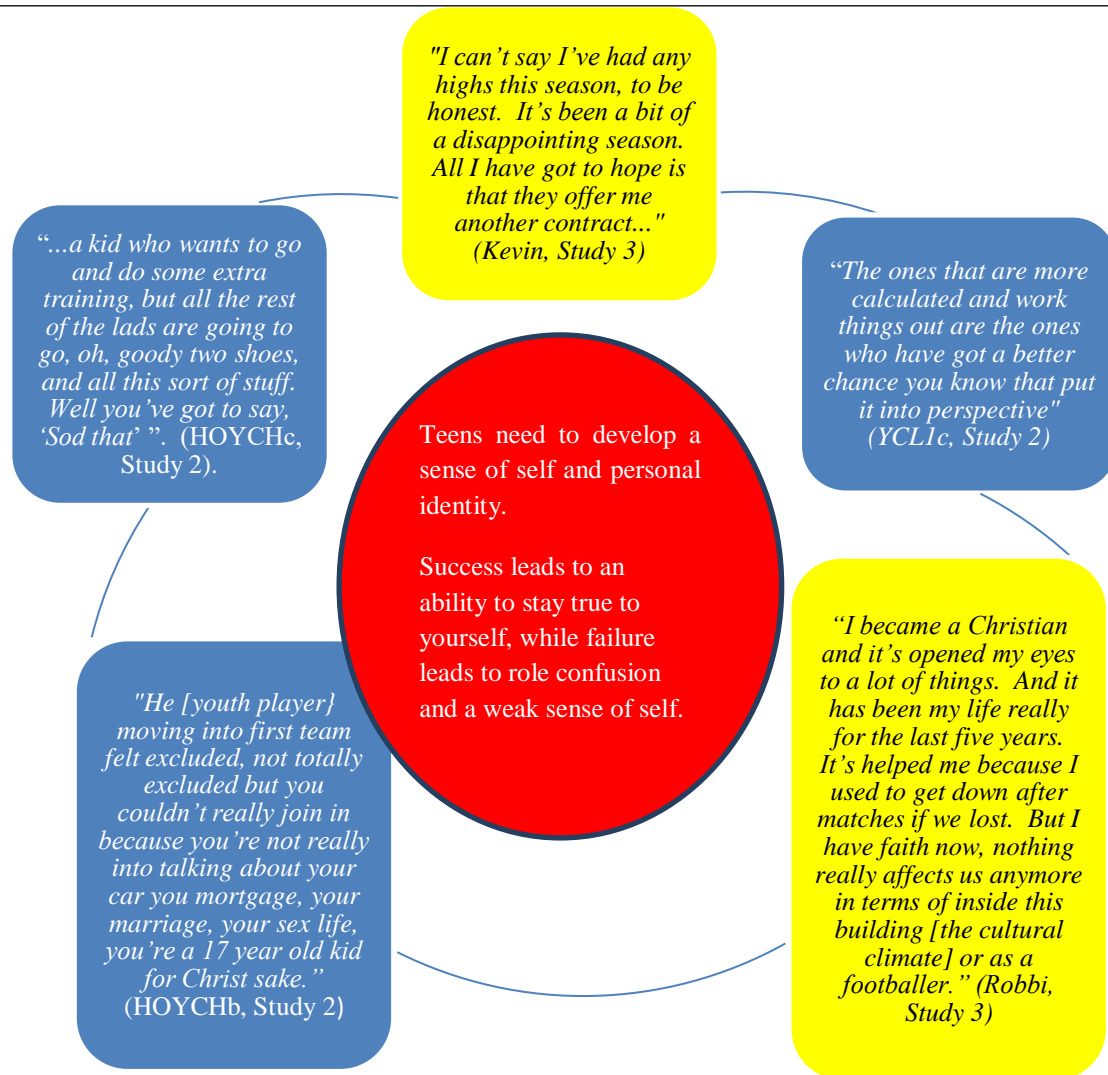 "I can’t say I’ve had any
highs this season, to be
honest. It’s been a bit of
a disappointing season.
All I have got to hope is
that they offer me
another contract..."
(Kevin, Study 3)
“...a kid who wants to go
and do some extra
training, but all the rest
of the lads are going to
go, oh, goody two shoes,
and all this sort of stuff.
Well you’ve got to say,
‘Sod that’ ”. (HOYCHc,
Study 2).
“The ones that are more
calculated and work
things out are the ones
who have got a better
chance you know that put
it into perspective"
(YCL1c, Study 2)
Teens need to develop a
sense of self and personal
identity.
Success leads to an
ability to stay true to
yourself, while failure
leads to role confusion
and a weak sense of self.
"He [youth player}
moving into first team
felt excluded, not totally
excluded but you
couldn’t really join in
because you’re not really
into talking about your
car you mortgage, your
marriage, your sex life,
you’re a 17 year old kid
for Christ sake.”
(HOYCHb, Study 2)
“I became a Christian
and it’s opened my eyes
to a lot of things. And it
has been my life really
for the last five years.
It’s helped me because I
used to get down after
matches if we lost. But I
have faith now, nothing
really affects us anymore
in terms of inside this
building [the cultural
climate] or as a
footballer.” (Robbi,
Study 3)